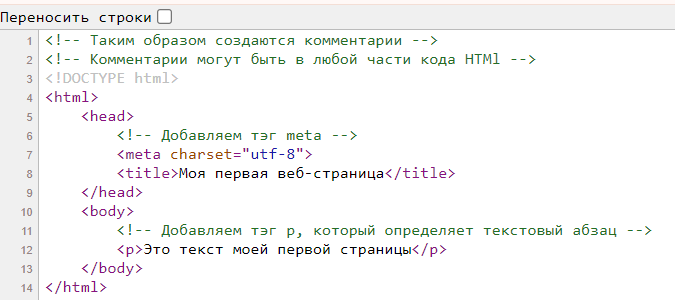 Переносить строки
1 <!-- Таким образом создаются комментарии -->
2 <!-- Комментарии могут быть в любой части кода HTMl -->
3 <!DOCTYPE html>
4 <html>
5 <head>
6 <!-- Добавляем тэг meta -->
7 <meta charset="utf-8">
8 <title>Моя первая веб-страница</title>
9 </head>
10 <body>
11 <!-- Добавляем тэг p, который определяет текстовый абзац -->
12 <p>Это текст моей первой страницы</p>
13 </body>
14 </html>